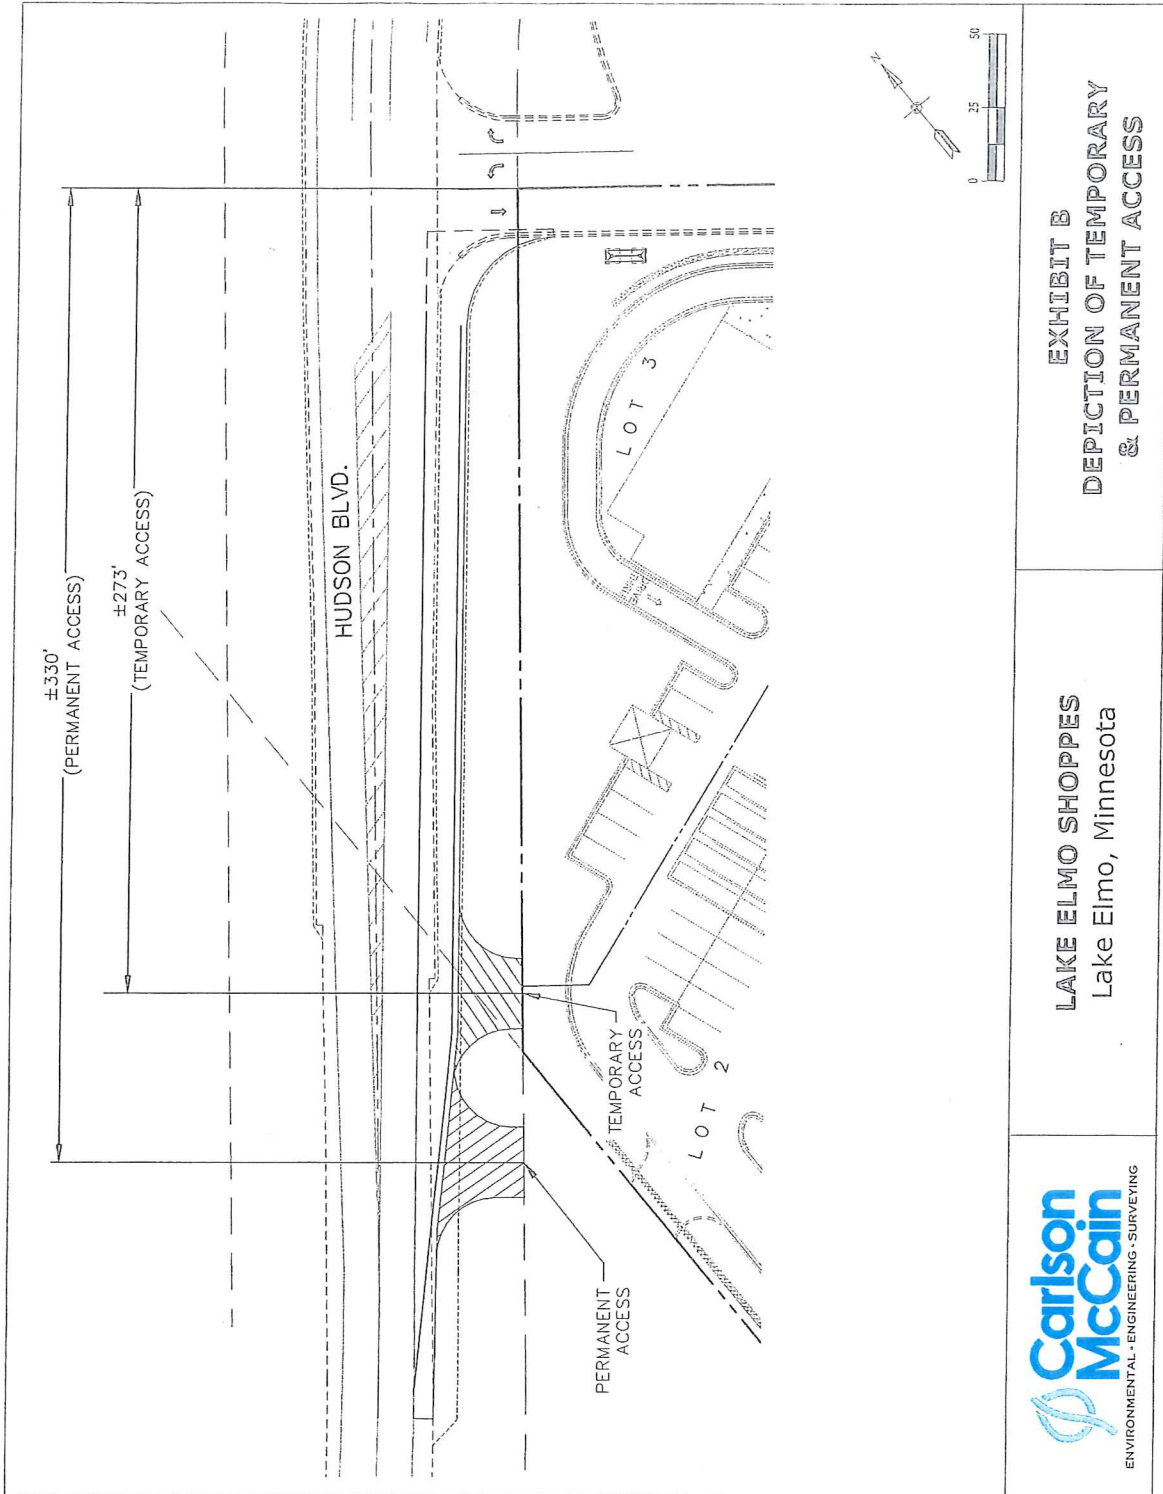 ±330'
(PERMANENT ACCESS)
±273'
(TEMPORARY ACCESS)
HUDSON BLVD.
N
0 25 50
LOT 3
TEMPORARY
ACCESS
LOT 2
PERMANENT
ACCESS
Carlson
McCain
ENVIRONMENTAL · ENGINEERING · SURVEYING
LAKE ELMO SHOPPES
Lake Elmo, Minnesota
EXHIBIT B
DEPICTION OF TEMPORARY
& PERMANENT ACCESS